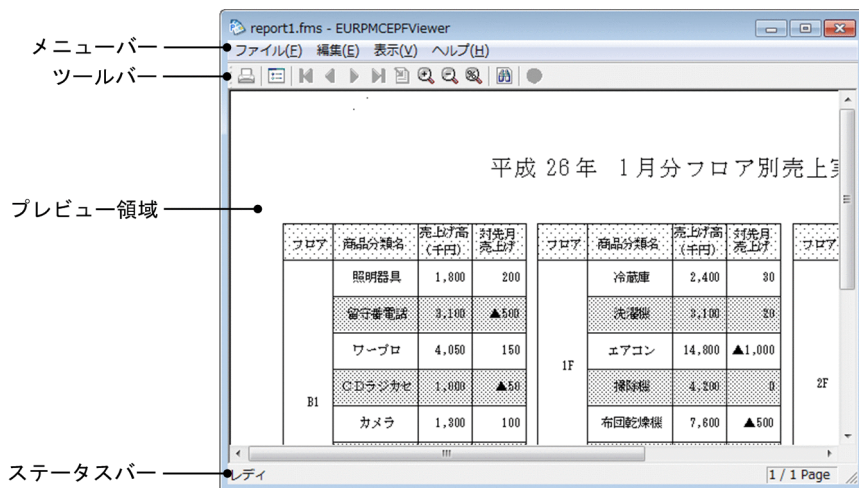 report1.fms - EURPMCEPFViewer
メニューバー
ファイル(F) 編集(E) 表示(V) ヘルプ(H)
ツールバー
平成 26年 1月分フロア別売上実
プレビュー領域
フロア 商品分類名 売上げ高(千円) 対先月売上げ フロア 商品分類名 売上げ高(千円) 対先月売上げ フロア
照明器具 1,800 200 冷蔵庫 2,400 30
留守番電話 3,100 ▲500 洗濯機 3,100 20
ワープロ 4,050 150 エアコン 14,800 ▲1,000
1F
CDラジカセ 1,000 ▲50 掃除機 4,200 0 2F
B1
カメラ 1,300 100 布団乾燥機 7,600 ▲500
ステータスバー
レディ 1 / 1 Page